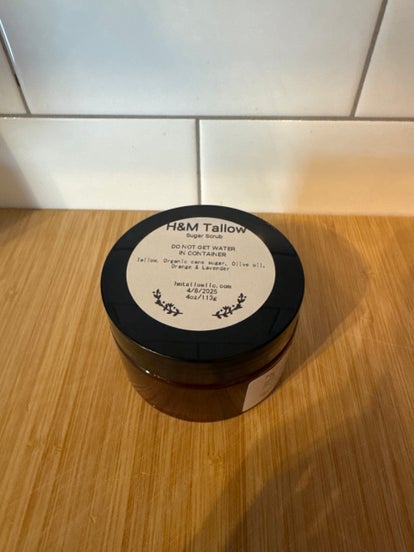 H&M Tallow
Sugar Scrub
DO NOT GET WATER
IN CONTAINER
Tallow, Organic cane sugar, Olive oil,
Orange & Lavender
hmtallowllc.com
4/8/2025
4oz/113g